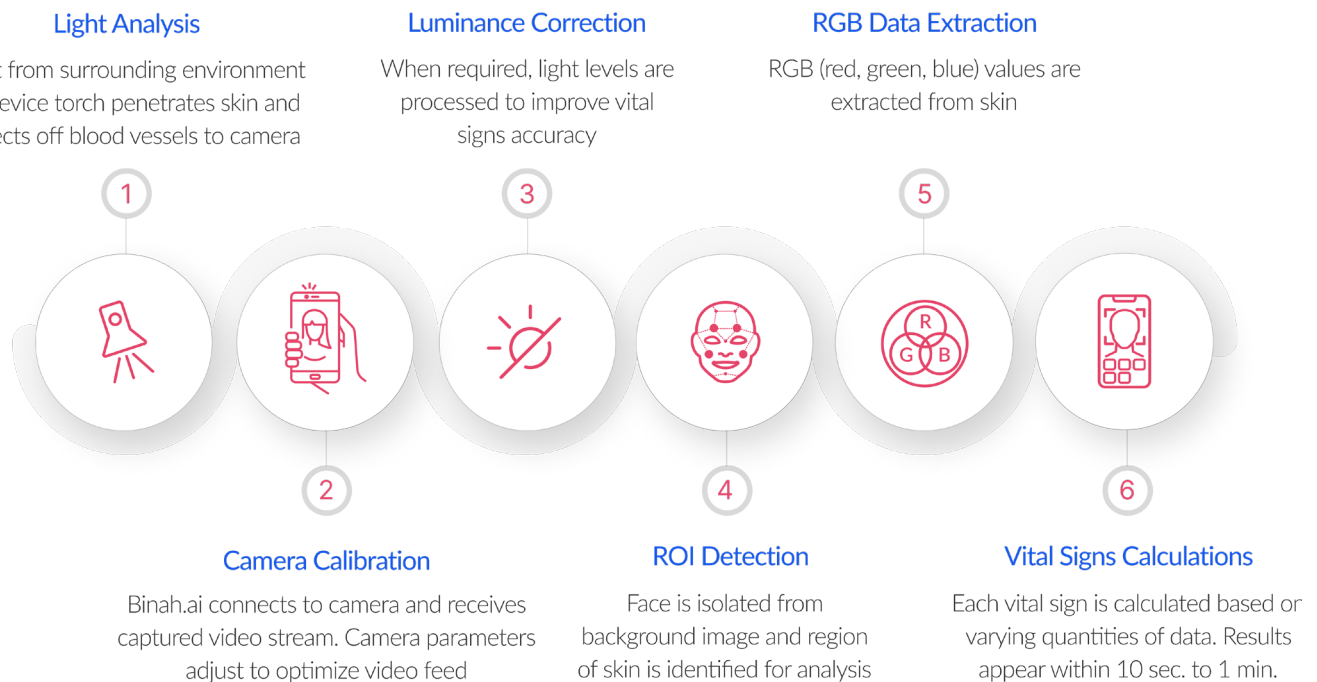 Light Analysis
from surrounding environment
torch penetrates skin and
off blood vessels to camera
1
Luminance Correction
When required, light levels are
processed to improve vital
signs accuracy
3
RGB Data Extraction
RGB (red, green, blue) values are
extracted from skin
5
R
G B
2
Camera Calibration
Binah.ai connects to camera and receives
captured video stream. Camera parameters
adjust to optimize video feed
4
ROI Detection
Face is isolated from
background image and region
of skin is identified for analysis
6
Vital Signs Calculations
Each vital sign is calculated based on
varying quantities of data. Results
appear within 10 sec. to 1 min.